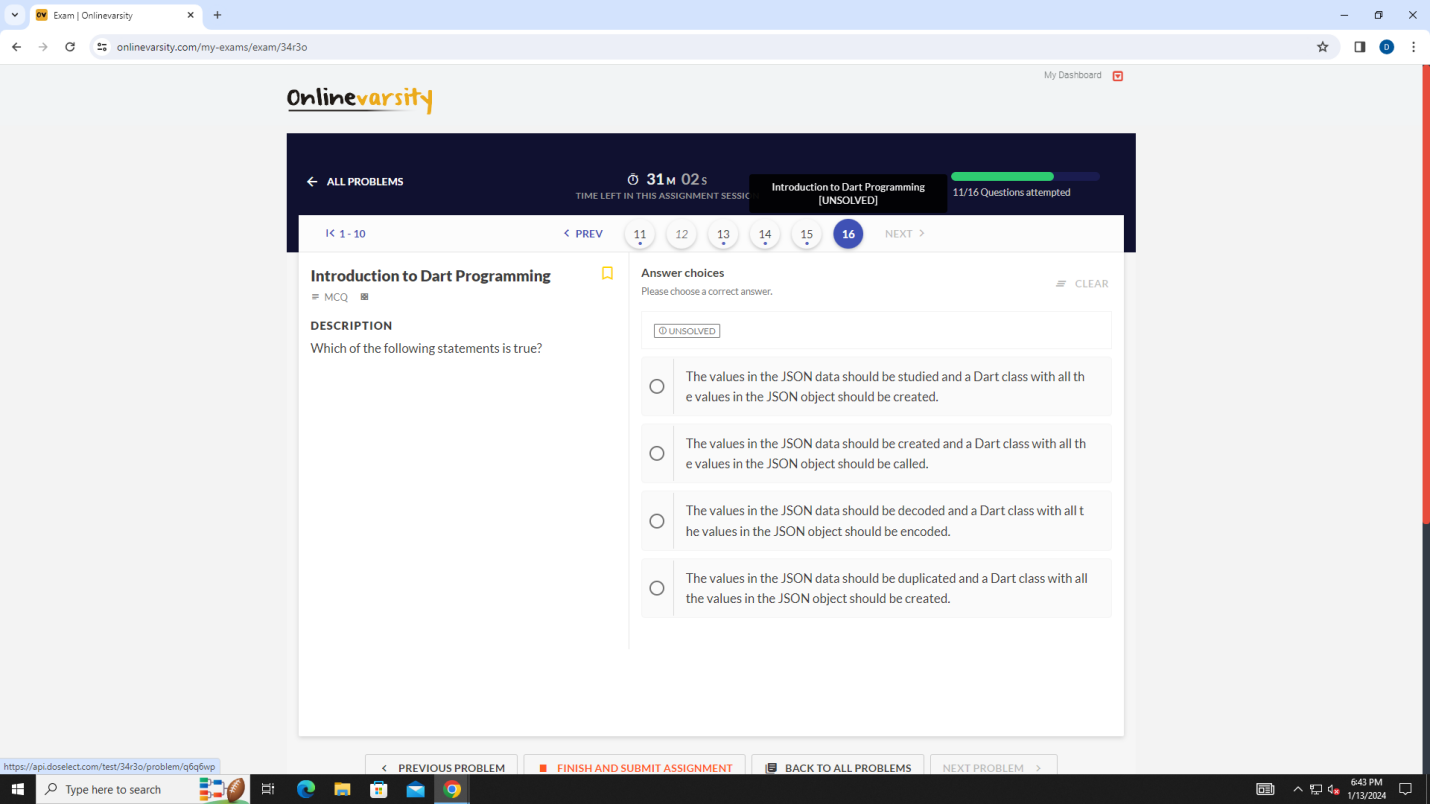 Exam | Onlinevarsity
onlinevarsity.com/my-exams/exam/34r3o
D
My Dashboard
Onlinevarsity
ALL PROBLEMS
31M 02S
TIME LEFT IN THIS ASSIGNMENT SESSIO
Introduction to Dart Programming
[UNSOLVED]
11/16 Questions attempted
1 - 10
PREV
11
12
13
14
15
16
NEXT
Introduction to Dart Programming
MCQ
DESCRIPTION
Which of the following statements is true?
Answer choices
Please choose a correct answer.
CLEAR
UNSOLVED
The values in the JSON data should be studied and a Dart class with all th
e values in the JSON object should be created.
The values in the JSON data should be created and a Dart class with all th
e values in the JSON object should be called.
The values in the JSON data should be decoded and a Dart class with all t
he values in the JSON object should be encoded.
The values in the JSON data should be duplicated and a Dart class with all
the values in the JSON object should be created.
PREVIOUS PROBLEM
FINISH AND SUBMIT ASSIGNMENT
BACK TO ALL PROBLEMS
NEXT PROBLEM
https://api.doselect.com/test/34r3o/problem/q6q6wp
Type here to search
6:43 PM
1/13/2024